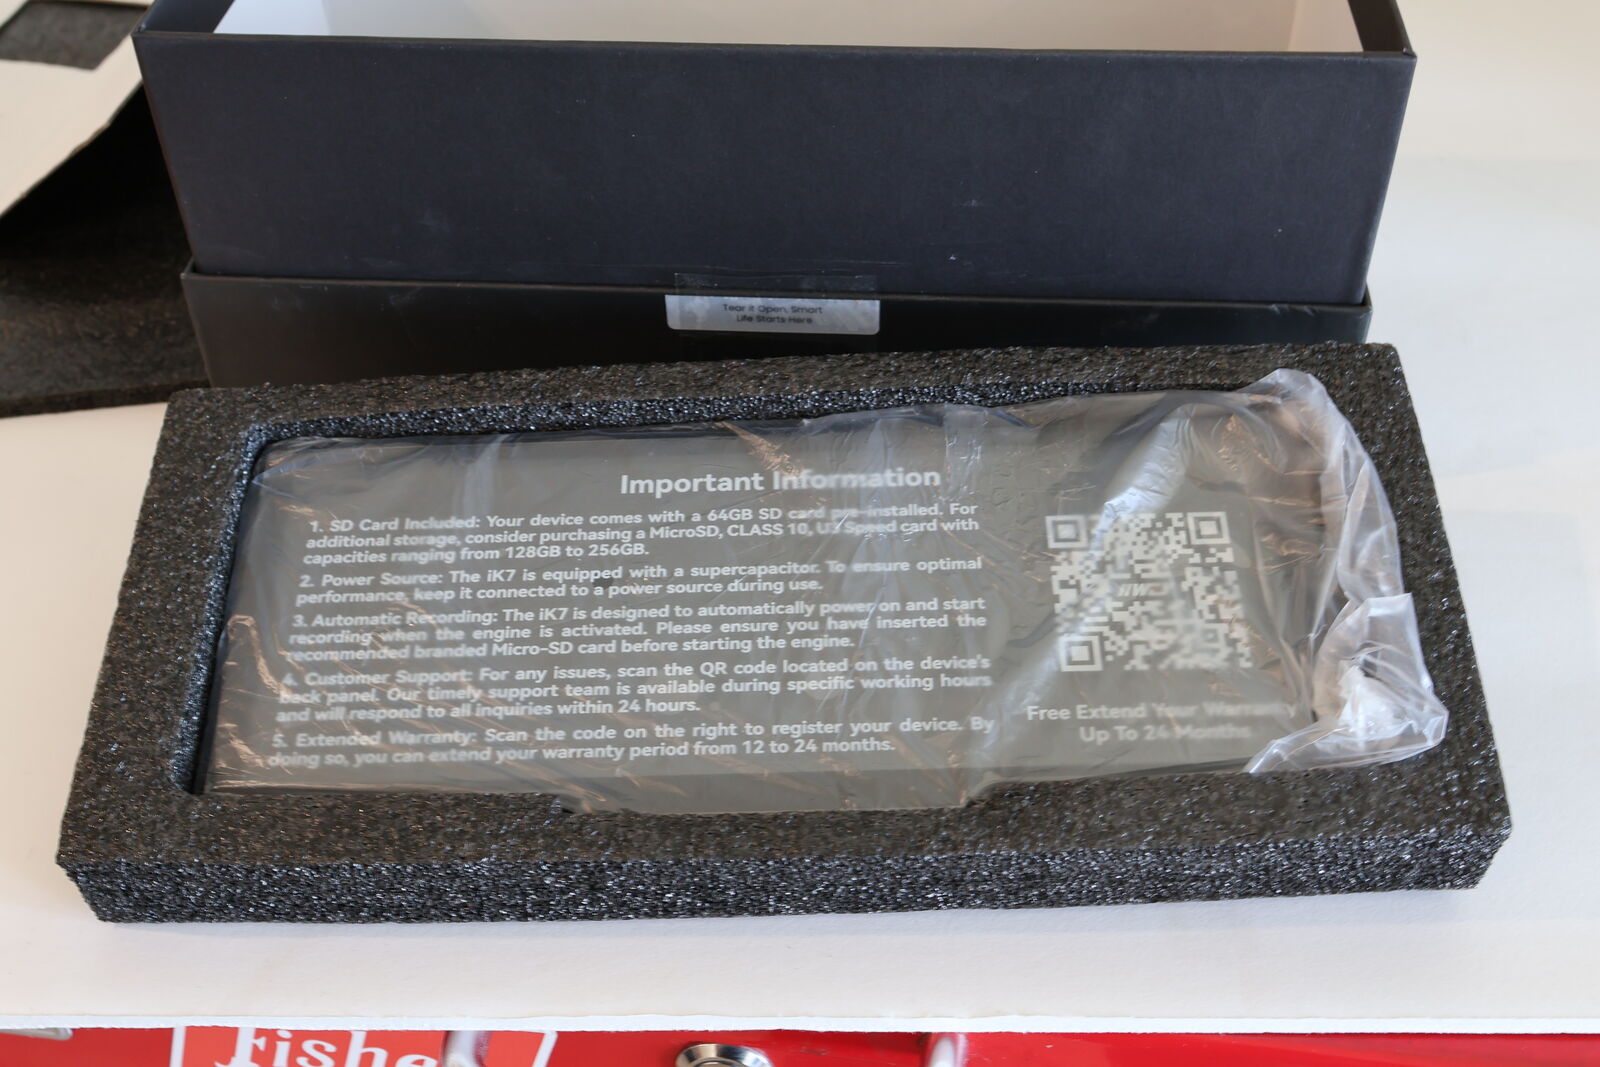 Tear it Open, Smart
Life Starts Here
Important Information
1. SD Card Included: Your device comes with a 64GB SD card pre-installed. For
additional storage, consider purchasing a MicroSD, CLASS 10, U3 Speed card with
capacities ranging from 128GB to 256GB.
2. Power Source: The iK7 is equipped with a supercapacitor. To ensure optimal
performance, keep it connected to a power source during use.
3. Automatic Recording: The iK7 is designed to automatically power on and start
recording when the engine is activated. Please ensure you have inserted the
recommended branded Micro-SD card before starting the engine.
4. Customer Support: For any issues, scan the QR code located on the device's
back panel. Our timely support team is available during specific working hours
and will respond to all inquiries within 24 hours.
5. Extended Warranty: Scan the code on the right to register your device. By
doing so, you can extend your warranty period from 12 to 24 months.
Free Extend Your Warranty
Up To 24 Months
Fishe